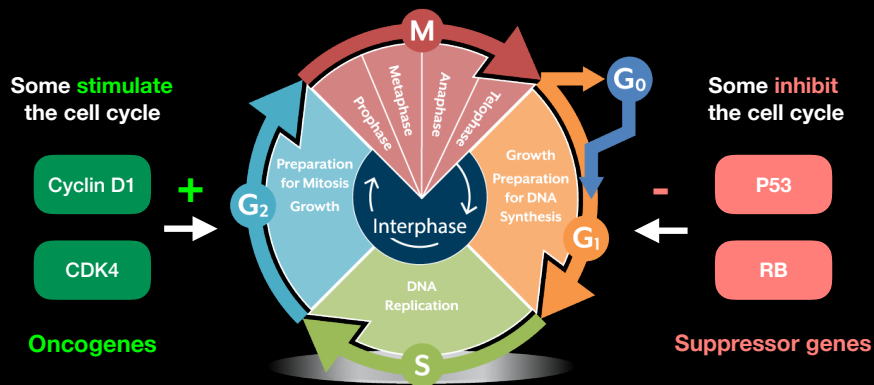 Some stimulate
the cell cycle
Cyclin D1
CDK4
Oncogenes
+
M
Prophase
Metaphase
Anaphase
Telophase
G0
Preparation
for Mitosis
Growth
G2
Interphase
Growth
Preparation
for DNA
Synthesis
G1
DNA
Replication
S
Some inhibit
the cell cycle
-
P53
RB
Suppressor genes